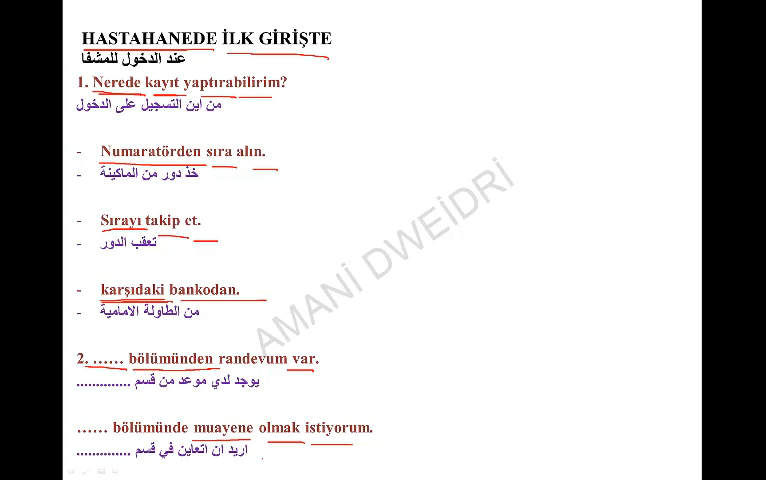 HASTAHANEDE İLK GİRİŞTE
عند الدخول للمشفا
1. Nerede kayıt yaptırabilirim?
من اين التسجيل على الدخول
- Numaratörden sıra alın.
- خذ دور من الماكينة
- Sırayı takip et.
- تعقب الدور
- karşıdaki bankodan.
- من الطاولة الامامية
2. …… bölümünden randevum var.
يوجد لدي موعد من قسم ..............
…… bölümünde muayene olmak istiyorum.
اريد ان اتعاين في قسم ..............
AMANİ DWEİDRİ